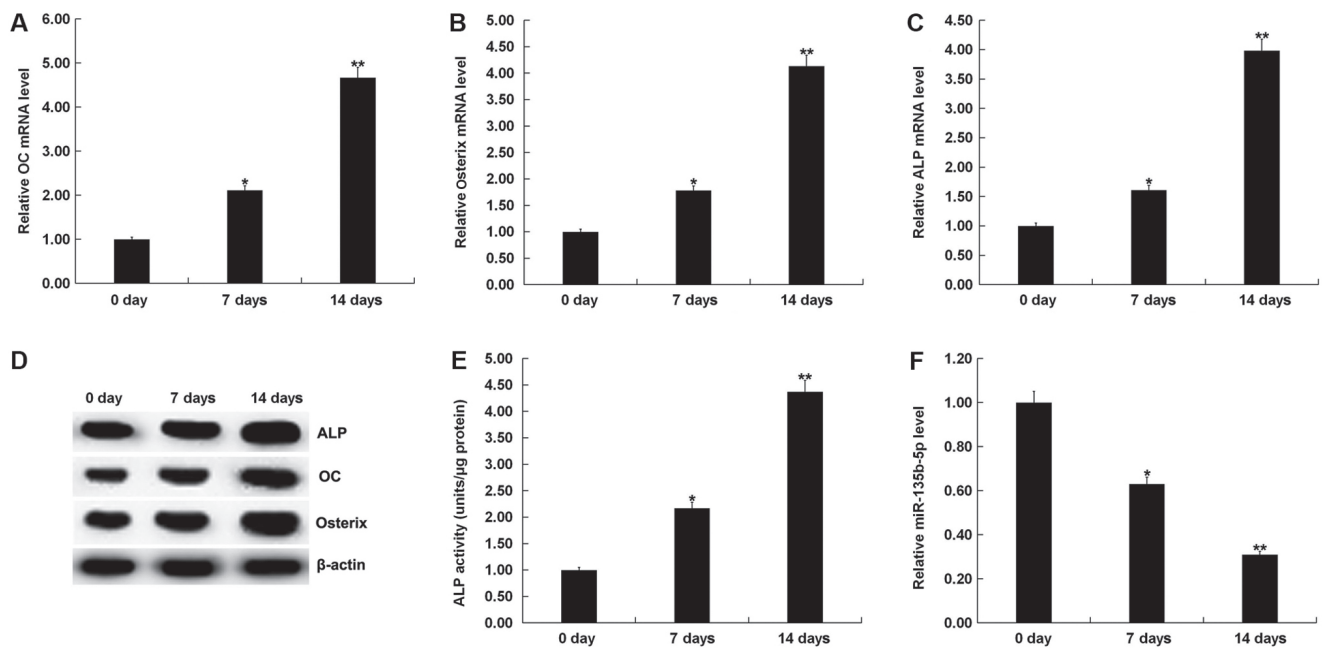 A
Relative OC mRNA level
6.00
5.00
4.00
3.00
2.00
1.00
0.00
*
**
0 day
7 days
14 days
B
Relative Osterix mRNA level
5.00
4.50
4.00
3.50
3.00
2.50
2.00
1.50
1.00
0.50
0.00
*
**
0 day
7 days
14 days
C
Relative ALP mRNA level
4.50
4.00
3.50
3.00
2.50
2.00
1.50
1.00
0.50
0.00
*
**
0 day
7 days
14 days
D
0 day
7 days
14 days
ALP
OC
Osterix
β-actin
E
ALP activity (units/μg protein)
5.00
4.50
4.00
3.50
3.00
2.50
2.00
1.50
1.00
0.50
0.00
*
**
0 day
7 days
14 days
F
Relative miR-135b-5p level
1.20
1.00
0.80
0.60
0.40
0.20
0.00
*
**
0 day
7 days
14 days